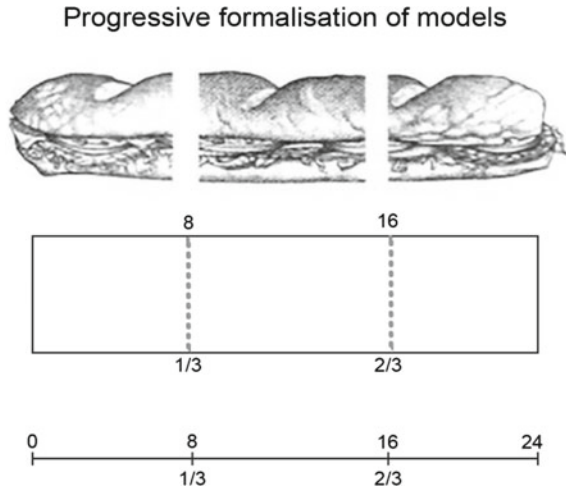 Progressive formalisation of models
8 16
1/3 2/3
0 8 16 24
1/3 2/3